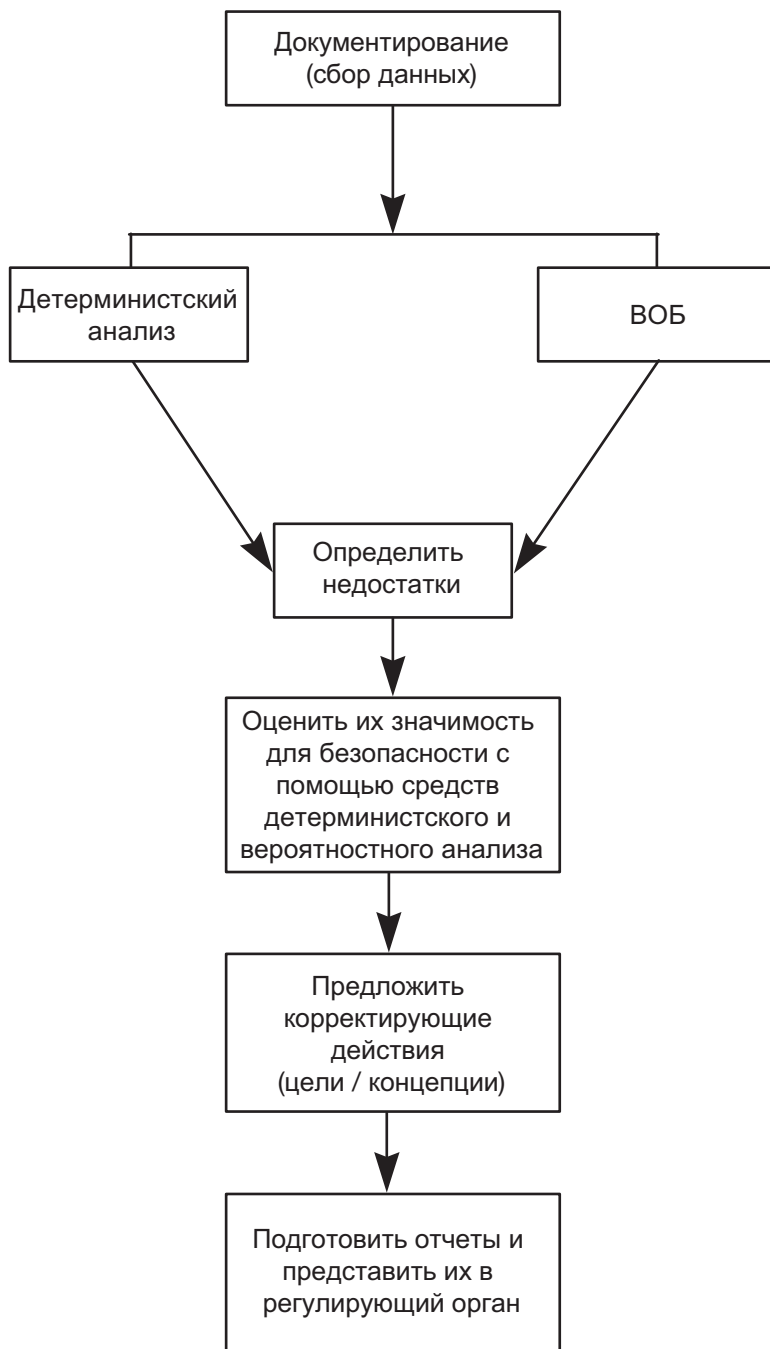 Документирование
(сбор данных)
Детерминистский
анализ
ВОБ
Определить
недостатки
Оценить их значимость
для безопасности с
помощью средств
детерминистского и
вероятностного анализа
Предложить
корректирующие
действия
(цели / концепции)
Подготовить отчеты и
представить их в
регулирующий орган